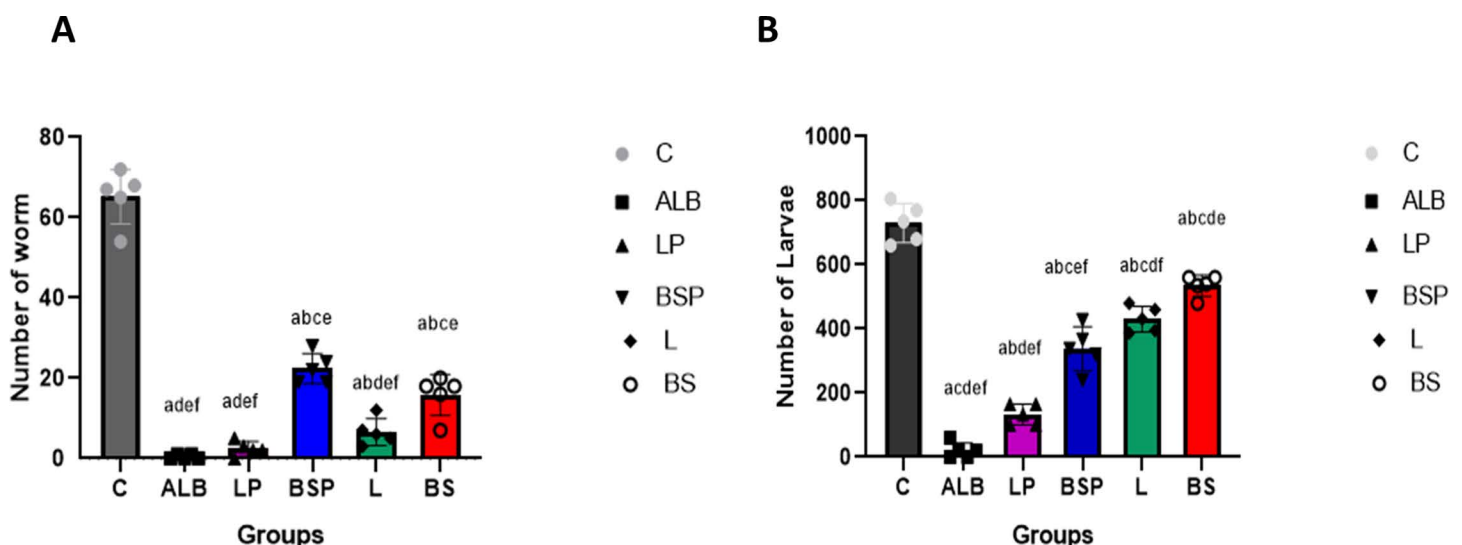 A
B
Number of worm
80
60
40
20
0
adef
adef
abce
abdef
abce
C
ALB
LP
BSP
L
BS
Groups
C
ALB
LP
BSP
L
BS
Number of Larvae
1000
800
600
400
200
0
acdef
abdef
abcef
abcdf
abcde
C
ALB
LP
BSP
L
BS
Groups
C
ALB
LP
BSP
L
BS